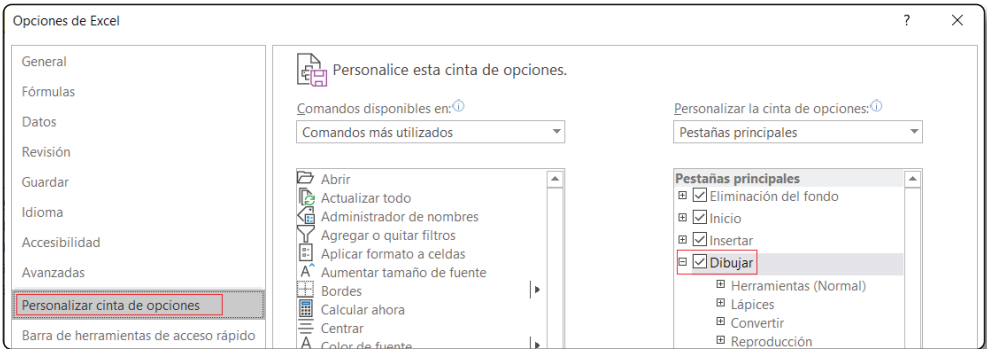 Opciones de Excel
?
General
Fórmulas
Datos
Revisión
Guardar
Idioma
Accesibilidad
Avanzadas
Personalizar cinta de opciones
Barra de herramientas de acceso rápido
Personalice esta cinta de opciones.
Comandos disponibles en:
Comandos más utilizados
Abrir
Actualizar todo
Administrador de nombres
Agregar o quitar filtros
Aplicar formato a celdas
Aumentar tamaño de fuente
Bordes
Calcular ahora
Centrar
Color de fuente
Personalizar la cinta de opciones:
Pestañas principales
Pestañas principales
Eliminación del fondo
Inicio
Insertar
Dibujar
Herramientas (Normal)
Lápices
Convertir
Reproducción